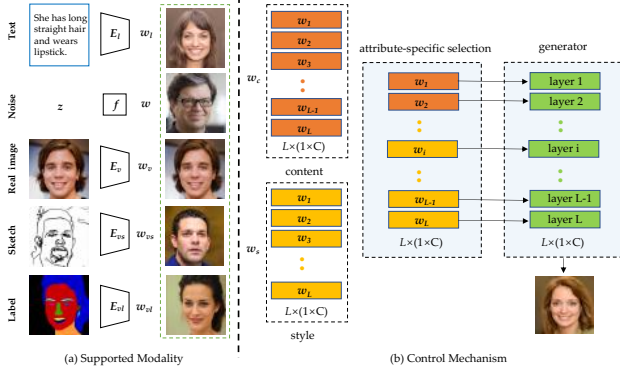 Text
She has long
straight hair
and wears
lipstick.
E_l
w_l
Noise
z
f
w
Real image
E_v
w_v
Sketch
E_vs
w_vs
Label
E_vl
w_vl
(a) Supported Modality
w_c
w_1
w_2
w_3
w_L-1
w_L
L×(1×C)
content
w_s
w_1
w_2
w_3
w_L
L×(1×C)
style
attribute-specific selection
w_1
w_2
w_i
w_L-1
w_L
L×(1×C)
generator
layer 1
layer 2
layer i
layer L-1
layer L
L×(1×C)
(b) Control Mechanism